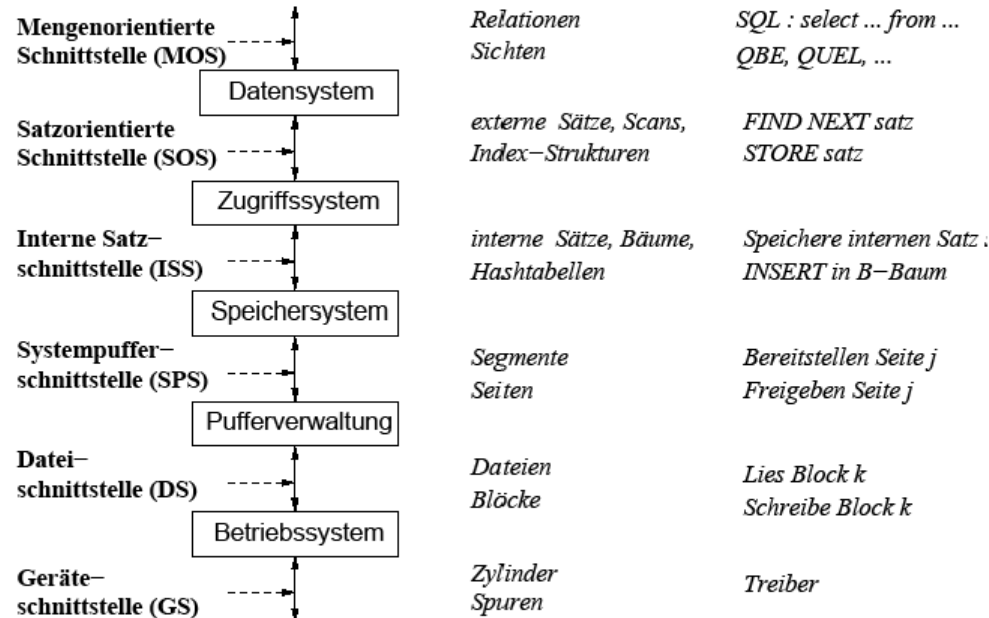 Mengenorientierte
Schnittstelle (MOS)
Relationen
Sichten
SQL : select ... from ...
QBE, QUEL, ...
Datensystem
Satzorientierte
Schnittstelle (SOS)
externe Sätze, Scans,
Index−Strukturen
FIND NEXT satz
STORE satz
Zugriffssystem
Interne Satz−
schnittstelle (ISS)
interne Sätze, Bäume,
Hashtabellen
Speichere internen Satz
INSERT in B−Baum
Speichersystem
Systempuffer−
schnittstelle (SPS)
Segmente
Seiten
Bereitstellen Seite j
Freigeben Seite j
Pufferverwaltung
Datei−
schnittstelle (DS)
Dateien
Blöcke
Lies Block k
Schreibe Block k
Betriebssystem
Geräte−
schnittstelle (GS)
Zylinder
Spuren
Treiber